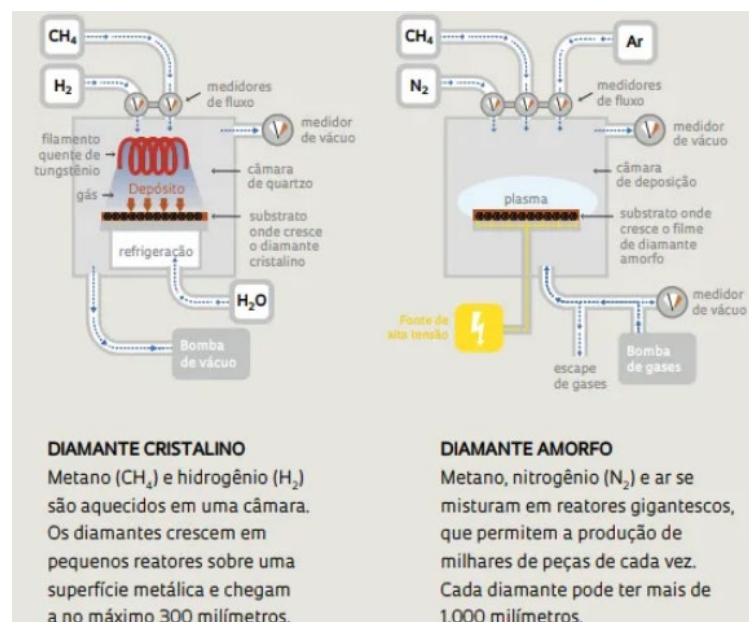 CH₄
H₂
medidores
de fluxo
medidor
de vácuo
filamento
quente de
tungstênio
gás
Depósito
câmara
de quartzo
substrato
onde cresce
o diamante
cristalino
refrigeração
H₂O
Bomba
de vácuo
DIAMANTE CRISTALINO
Metano (CH₄) e hidrogênio (H₂)
são aquecidos em uma câmara.
Os diamantes crescem em
pequenos reatores sobre uma
superfície metálica e chegam
a no máximo 300 milímetros.
CH₄
Ar
N₂
medidores
de fluxo
medidor
de vácuo
câmara
de deposição
plasma
substrato onde
cresce o filme
de diamante
amorfo
Fonte de
alta tensão
medidor
de vácuo
escape
de gases
Bomba
de gases
DIAMANTE AMORFO
Metano, nitrogênio (N₂) e ar se
misturam em reatores gigantescos,
que permitem a produção de
milhares de peças de cada vez.
Cada diamante pode ter mais de
1.000 milímetros.